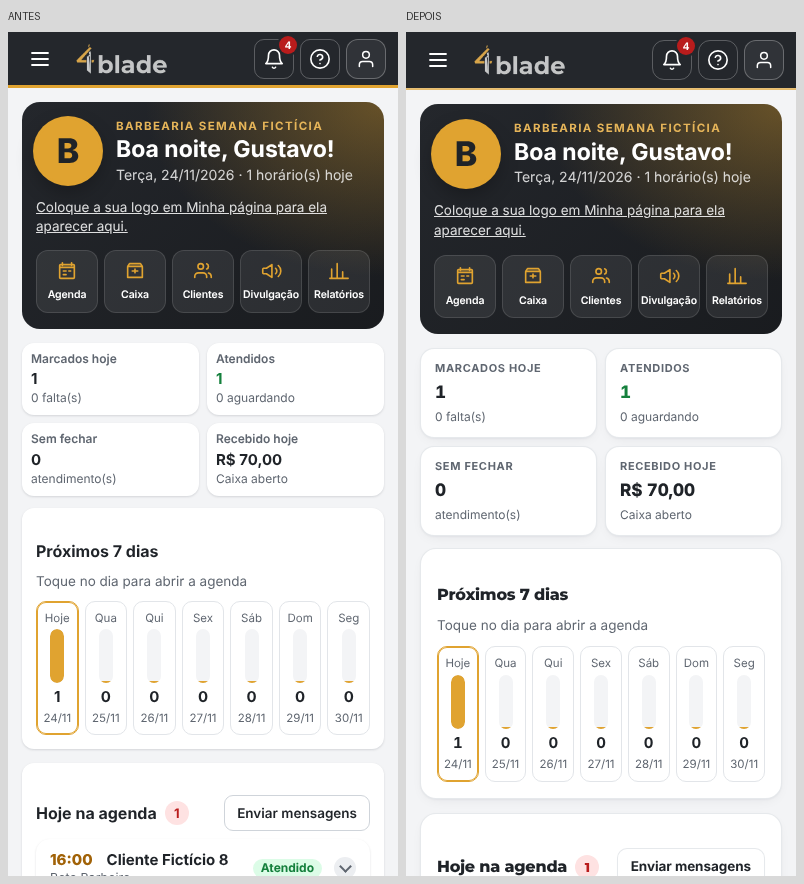 ANTES
4blade
4
B
BARBEARIA SEMANA FICTÍCIA
Boa noite, Gustavo!
Terça, 24/11/2026 · 1 horário(s) hoje
Coloque a sua logo em Minha página para ela
aparecer aqui.
Agenda Caixa Clientes Divulgação Relatórios
Marcados hoje
1
0 falta(s)
Atendidos
1
0 aguardando
Sem fechar
0
atendimento(s)
Recebido hoje
R$ 70,00
Caixa aberto
Próximos 7 dias
Toque no dia para abrir a agenda
Hoje Qua Qui Sex Sáb Dom Seg
1 0 0 0 0 0 0
24/11 25/11 26/11 27/11 28/11 29/11 30/11
Hoje na agenda 1 Enviar mensagens
16:00 Cliente Fictício 8 Atendido
DEPOIS
4blade
4
B
BARBEARIA SEMANA FICTÍCIA
Boa noite, Gustavo!
Terça, 24/11/2026 · 1 horário(s) hoje
Coloque a sua logo em Minha página para ela
aparecer aqui.
Agenda Caixa Clientes Divulgação Relatórios
MARCADOS HOJE
1
0 falta(s)
ATENDIDOS
1
0 aguardando
SEM FECHAR
0
atendimento(s)
RECEBIDO HOJE
R$ 70,00
Caixa aberto
Próximos 7 dias
Toque no dia para abrir a agenda
Hoje Qua Qui Sex Sáb Dom Seg
1 0 0 0 0 0 0
24/11 25/11 26/11 27/11 28/11 29/11 30/11
Hoje na agenda 1 Enviar mensagens